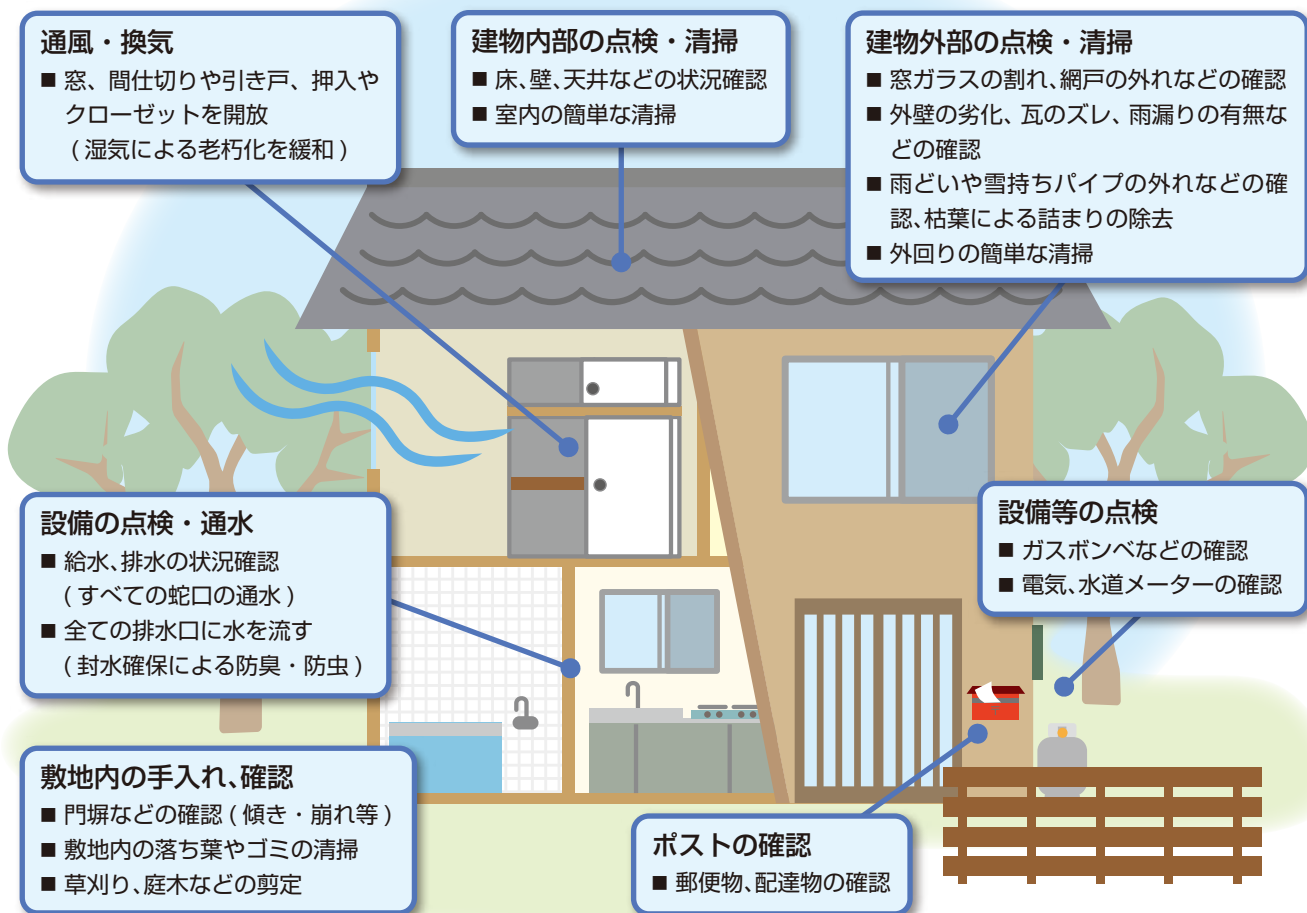 通風・換気
■ 窓、間仕切りや引き戸、押入や
クローゼットを開放
(湿気による老朽化を緩和)
建物内部の点検・清掃
■ 床、壁、天井などの状況確認
■ 室内の簡単な清掃
建物外部の点検・清掃
■ 窓ガラスの割れ、網戸の外れなどの確認
■ 外壁の劣化、瓦のズレ、雨漏りの有無な
どの確認
■ 雨どいや雪持ちパイプの外れなどの確
認、枯葉による詰まりの除去
■ 外回りの簡単な清掃
設備の点検・通水
■ 給水、排水の状況確認
(すべての蛇口の通水)
■ 全ての排水口に水を流す
(封水確保による防臭・防虫)
設備等の点検
■ ガスボンベなどの確認
■ 電気、水道メーターの確認
敷地内の手入れ、確認
■ 門塀などの確認(傾き・崩れ等)
■ 敷地内の落ち葉やゴミの清掃
■ 草刈り、庭木などの剪定
ポストの確認
■ 郵便物、配達物の確認